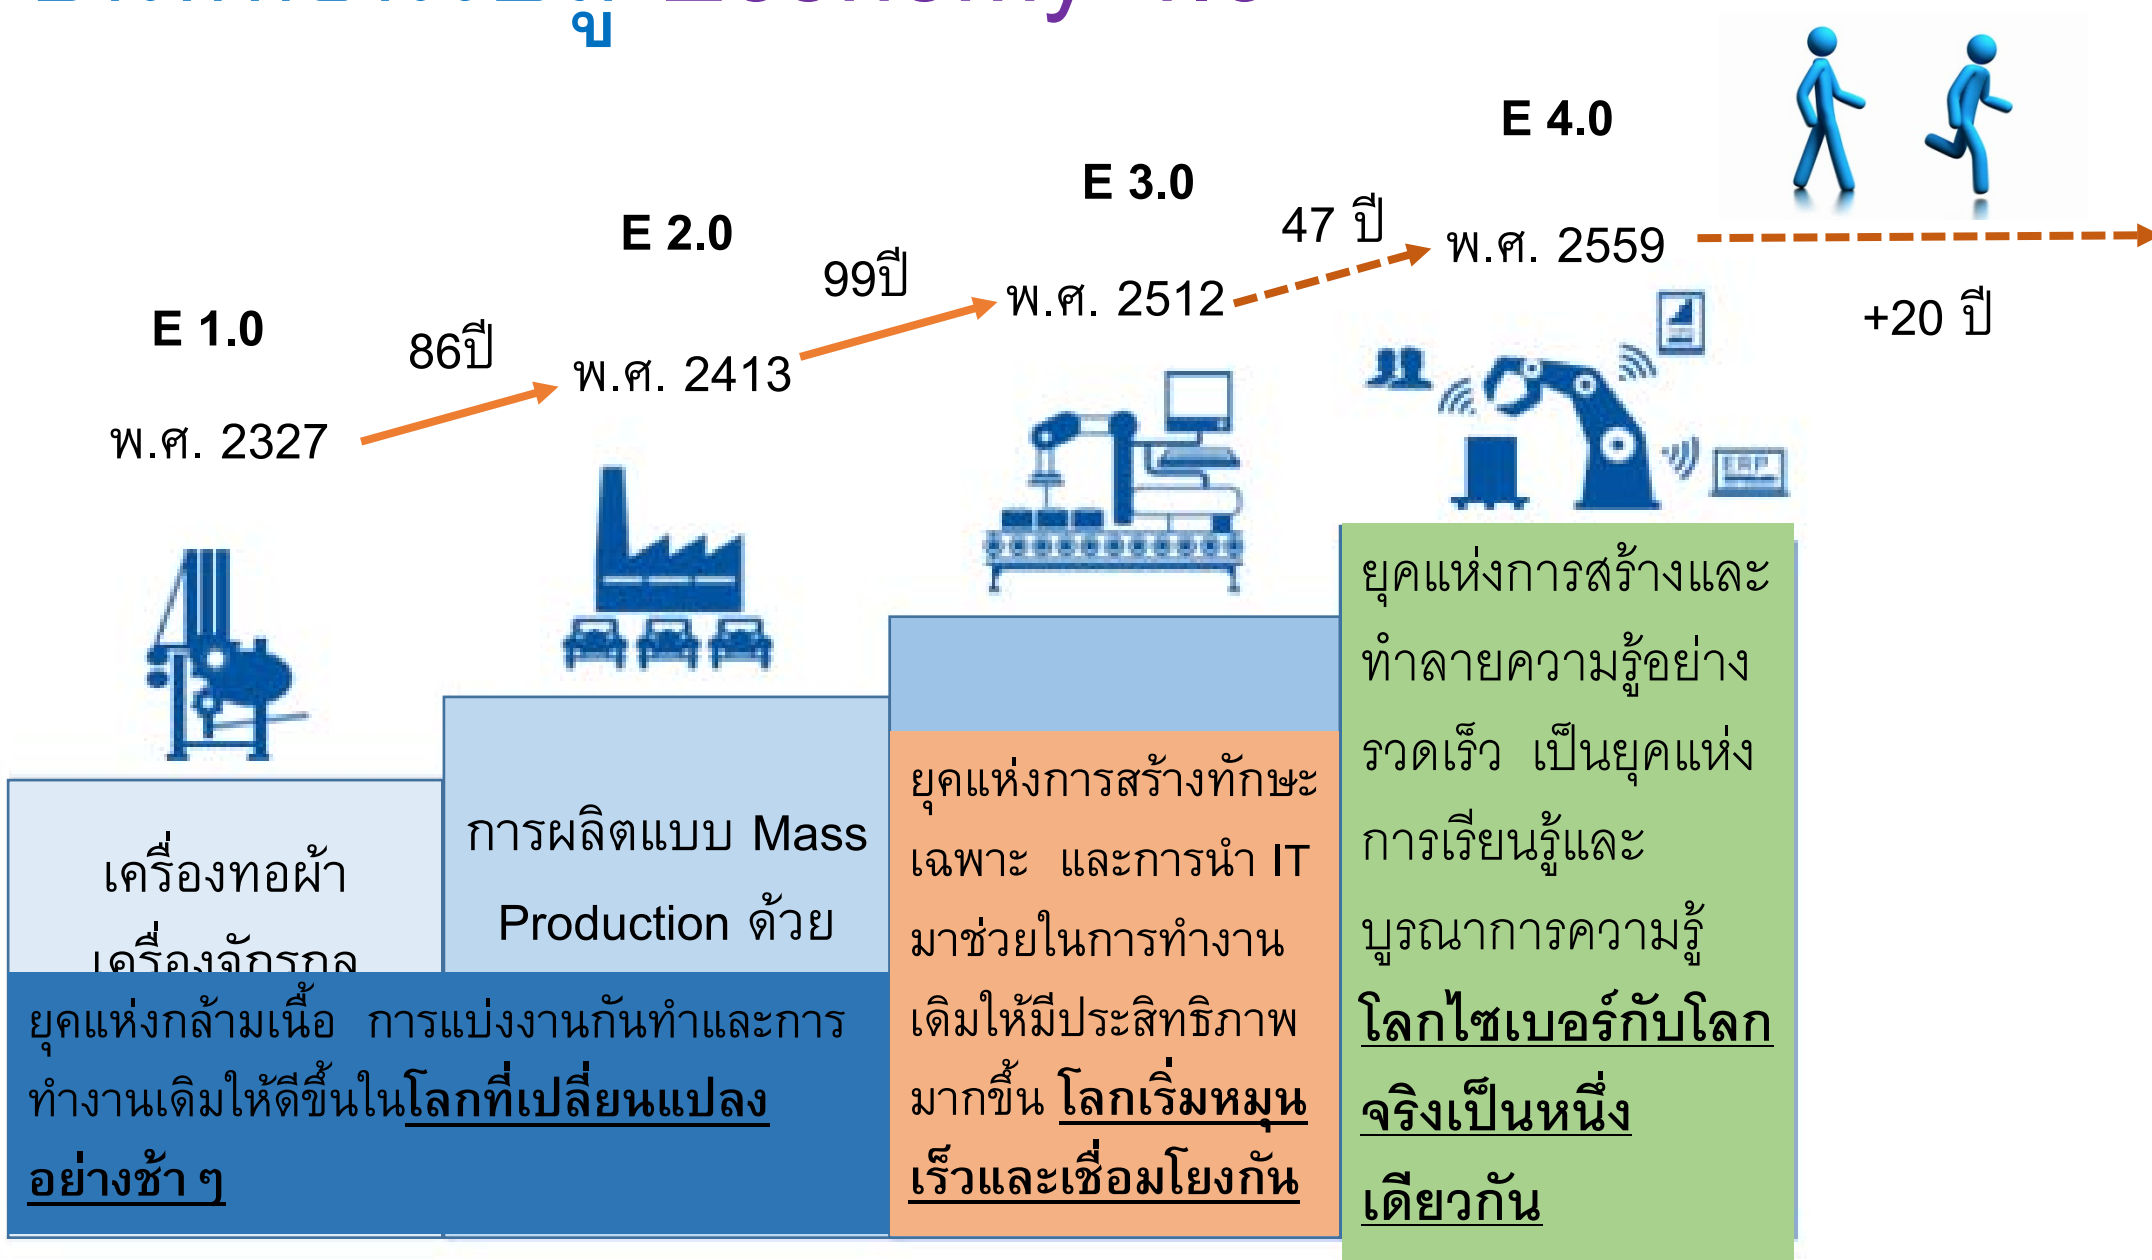 E 4.0
E 3.0
E 2.0
E 1.0
47 ปี
พ.ศ. 2559
99ปี
พ.ศ. 2512
+20 ปี
86ปี
พ.ศ. 2413
พ.ศ. 2327
ERP
เครื่องทอผ้า
เครื่องจักรกล
การผลิตแบบ Mass
Production ด้วย
ยุคแห่งกล้ามเนื้อ การแบ่งงานกันทำและการ
ทำงานเดิมให้ดีขึ้นในโลกที่เปลี่ยนแปลง
อย่างช้า ๆ
ยุคแห่งการสร้างทักษะ
เฉพาะ และการนำ IT
มาช่วยในการทำงาน
เดิมให้มีประสิทธิภาพ
มากขึ้น โลกเริ่มหมุน
เร็วและเชื่อมโยงกัน
ยุคแห่งการสร้างและ
ทำลายความรู้อย่าง
รวดเร็ว เป็นยุคแห่ง
การเรียนรู้และ
บูรณาการความรู้
โลกไซเบอร์กับโลก
จริงเป็นหนึ่ง
เดียวกัน